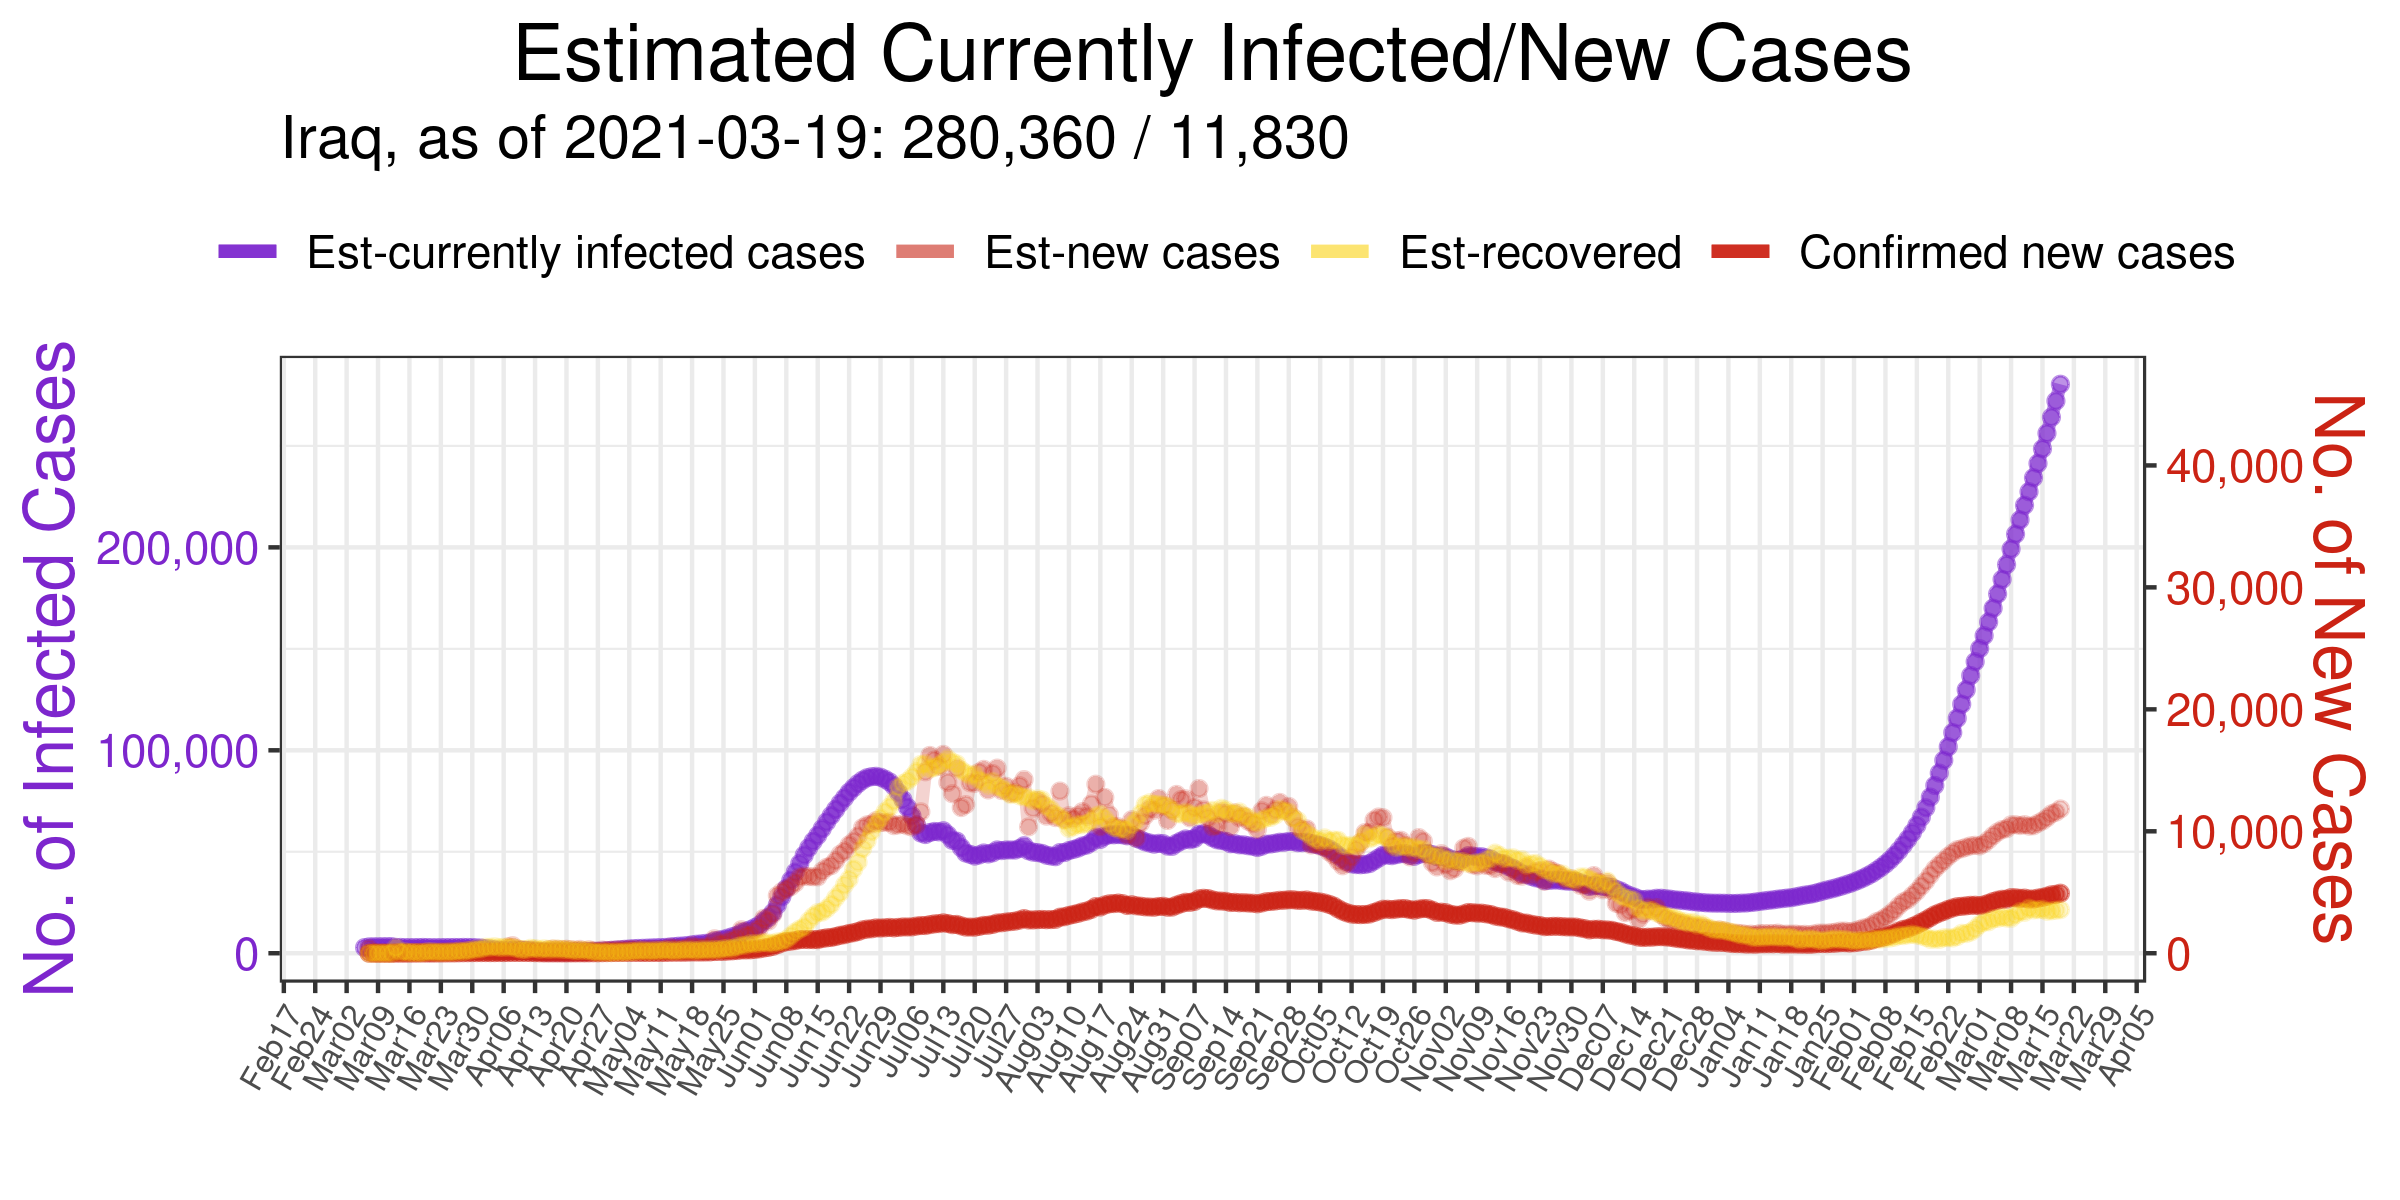 Estimated Currently Infected/New Cases
Iraq, as of 2021-03-19: 280,360 / 11,830
Est-currently infected cases Est-new cases Est-recovered Confirmed new cases
No. of Infected Cases
200,000
100,000
0
40,000
30,000
20,000
10,000
0
No. of New Cases
Feb17 Feb24 Mar02 Mar09 Mar16 Mar23 Mar30 Apr06 Apr13 Apr20 Apr27 May04 May11 May18 May25 Jun01 Jun08 Jun15 Jun22 Jun29 Jul06 Jul13 Jul20 Jul27 Aug03 Aug10 Aug17 Aug24 Aug31 Sep07 Sep14 Sep21 Sep28 Oct05 Oct12 Oct19 Oct26 Nov02 Nov09 Nov16 Nov23 Nov30 Dec07 Dec14 Dec21 Dec28 Jan04 Jan11 Jan18 Jan25 Feb01 Feb08 Feb15 Feb22 Mar01 Mar08 Mar15 Mar22 Mar29 Apr05